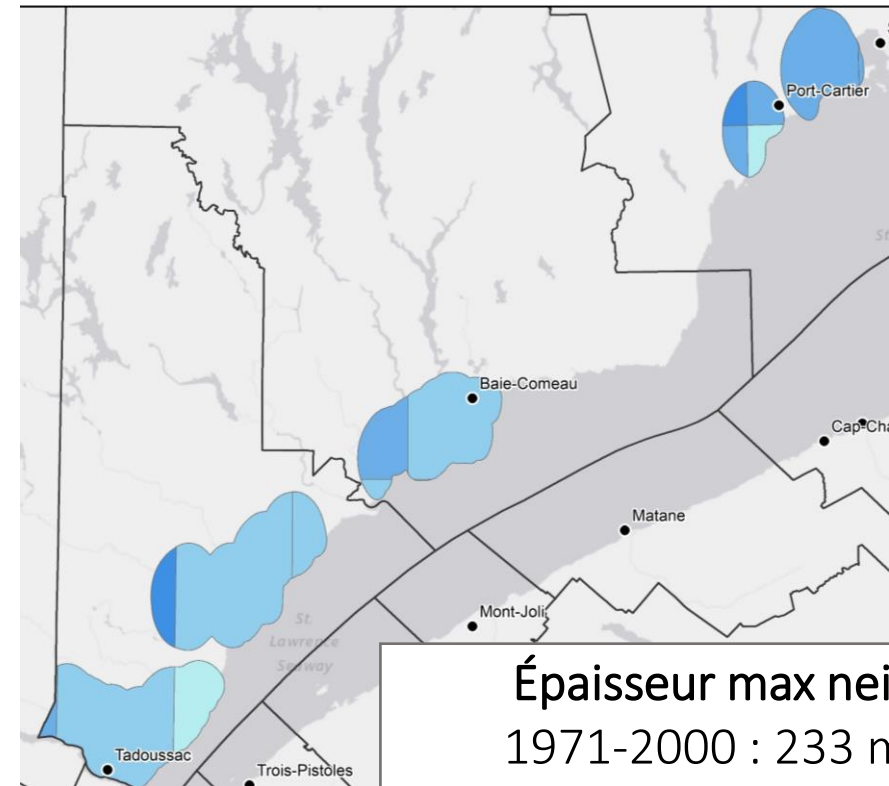 Port-Cartier
Baie-Comeau
Cap-Cha
Matane
Mont-Joli
St.
Lawrence
Seaway
Tadoussac
Trois-Pistoles
Épaisseur max nei
1971-2000 : 233 m